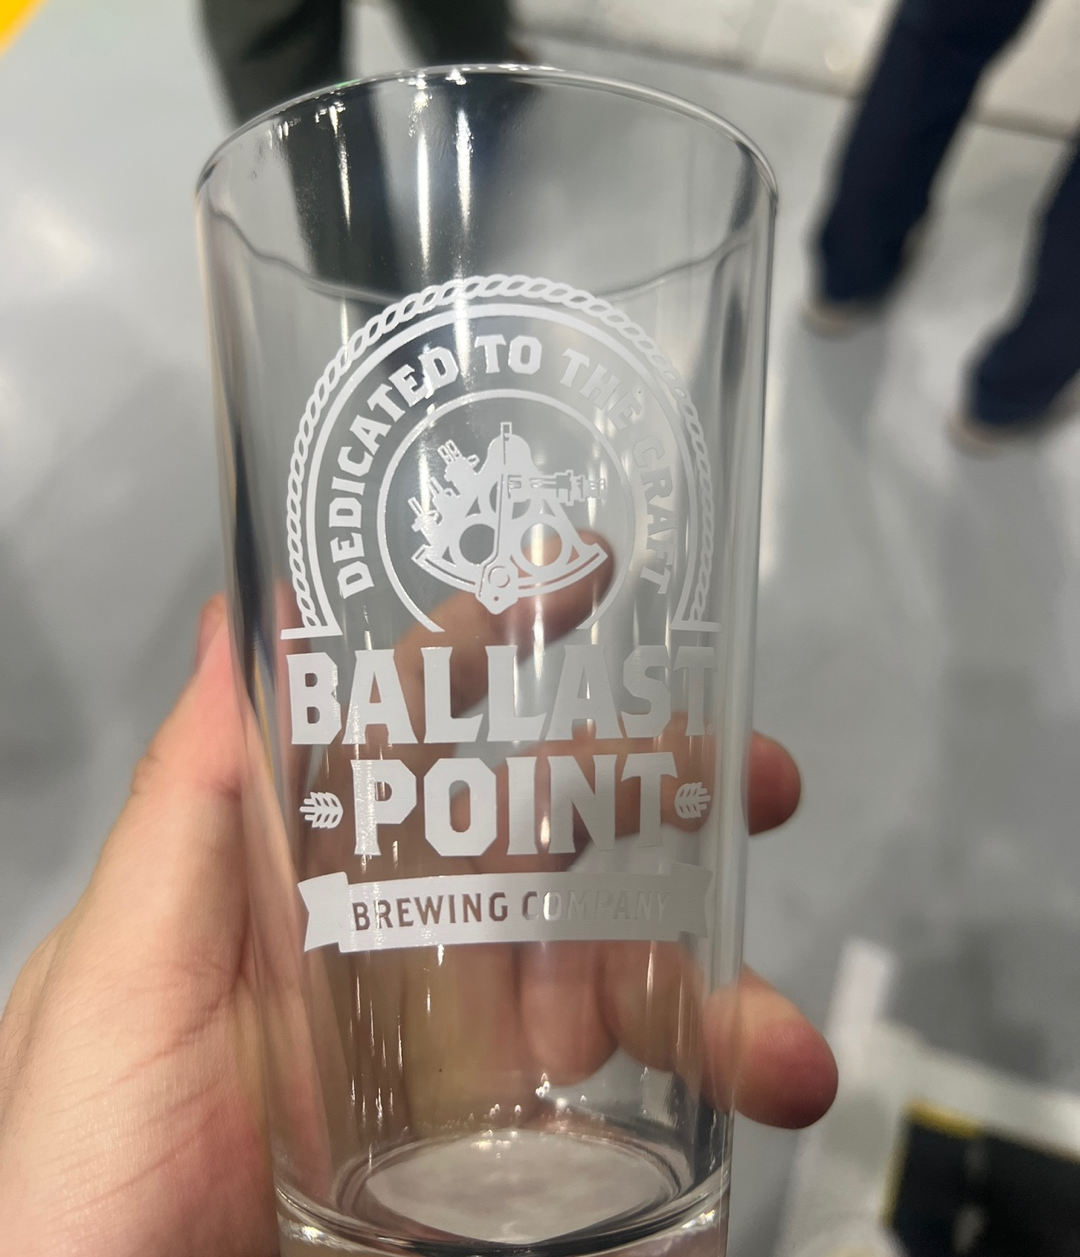 DEDICATED TO THE CRAFT
BALLAST
POINT
BREWING COMPANY